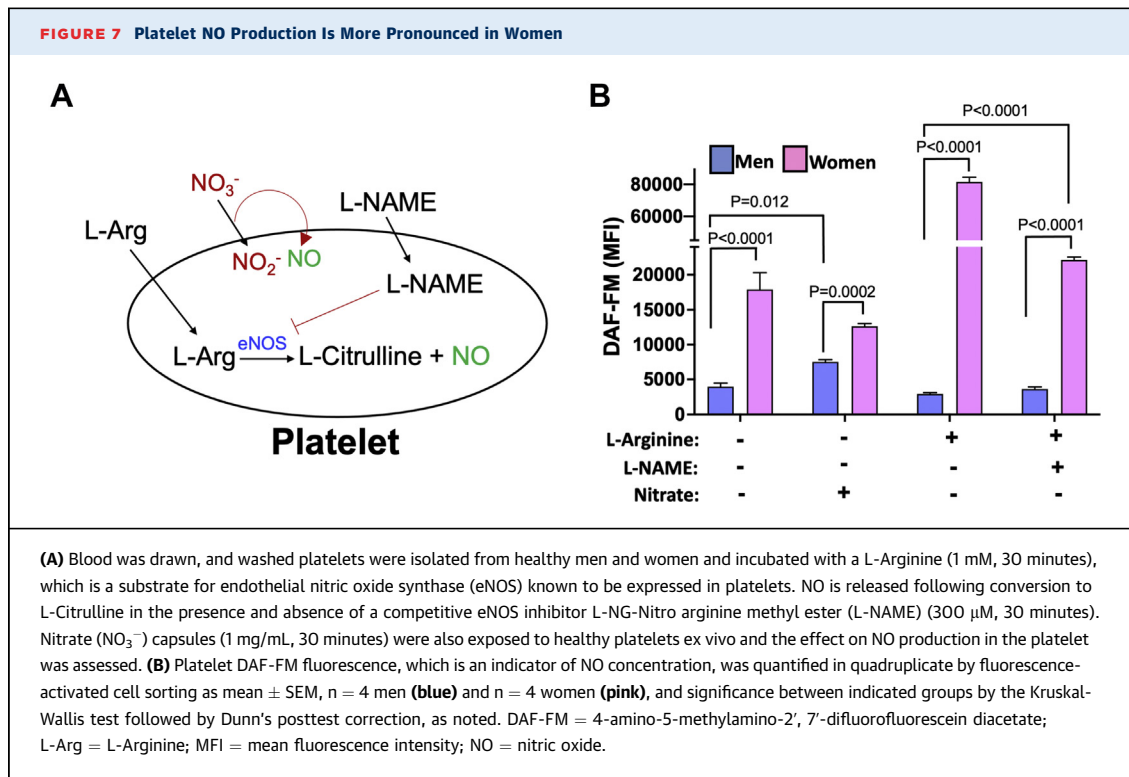 FIGURE 7 Platelet NO Production Is More Pronounced in Women
A
NO3-
L-NAME
L-Arg
NO2- NO
L-NAME
L-Arg eNOS L-Citrulline + NO
Platelet
B
P<0.0001
Men Women
P<0.0001
80000
P=0.012
60000
P<0.0001
P<0.0001
DAF-FM (MFI)
20000
P=0.0002
15000
10000
5000
0
L-Arginine: - - + +
L-NAME: - - - +
Nitrate: - + - -
(A) Blood was drawn, and washed platelets were isolated from healthy men and women and incubated with a L-Arginine (1 mM, 30 minutes),
which is a substrate for endothelial nitric oxide synthase (eNOS) known to be expressed in platelets. NO is released following conversion to
L-Citrulline in the presence and absence of a competitive eNOS inhibitor L-NG-Nitro arginine methyl ester (L-NAME) (300 μM, 30 minutes).
Nitrate (NO3−) capsules (1 mg/mL, 30 minutes) were also exposed to healthy platelets ex vivo and the effect on NO production in the platelet
was assessed. (B) Platelet DAF-FM fluorescence, which is an indicator of NO concentration, was quantified in quadruplicate by fluorescence-
activated cell sorting as mean ± SEM, n = 4 men (blue) and n = 4 women (pink), and significance between indicated groups by the Kruskal-
Wallis test followed by Dunn's posttest correction, as noted. DAF-FM = 4-amino-5-methylamino-2′, 7′-difluorofluorescein diacetate;
L-Arg = L-Arginine; MFI = mean fluorescence intensity; NO = nitric oxide.